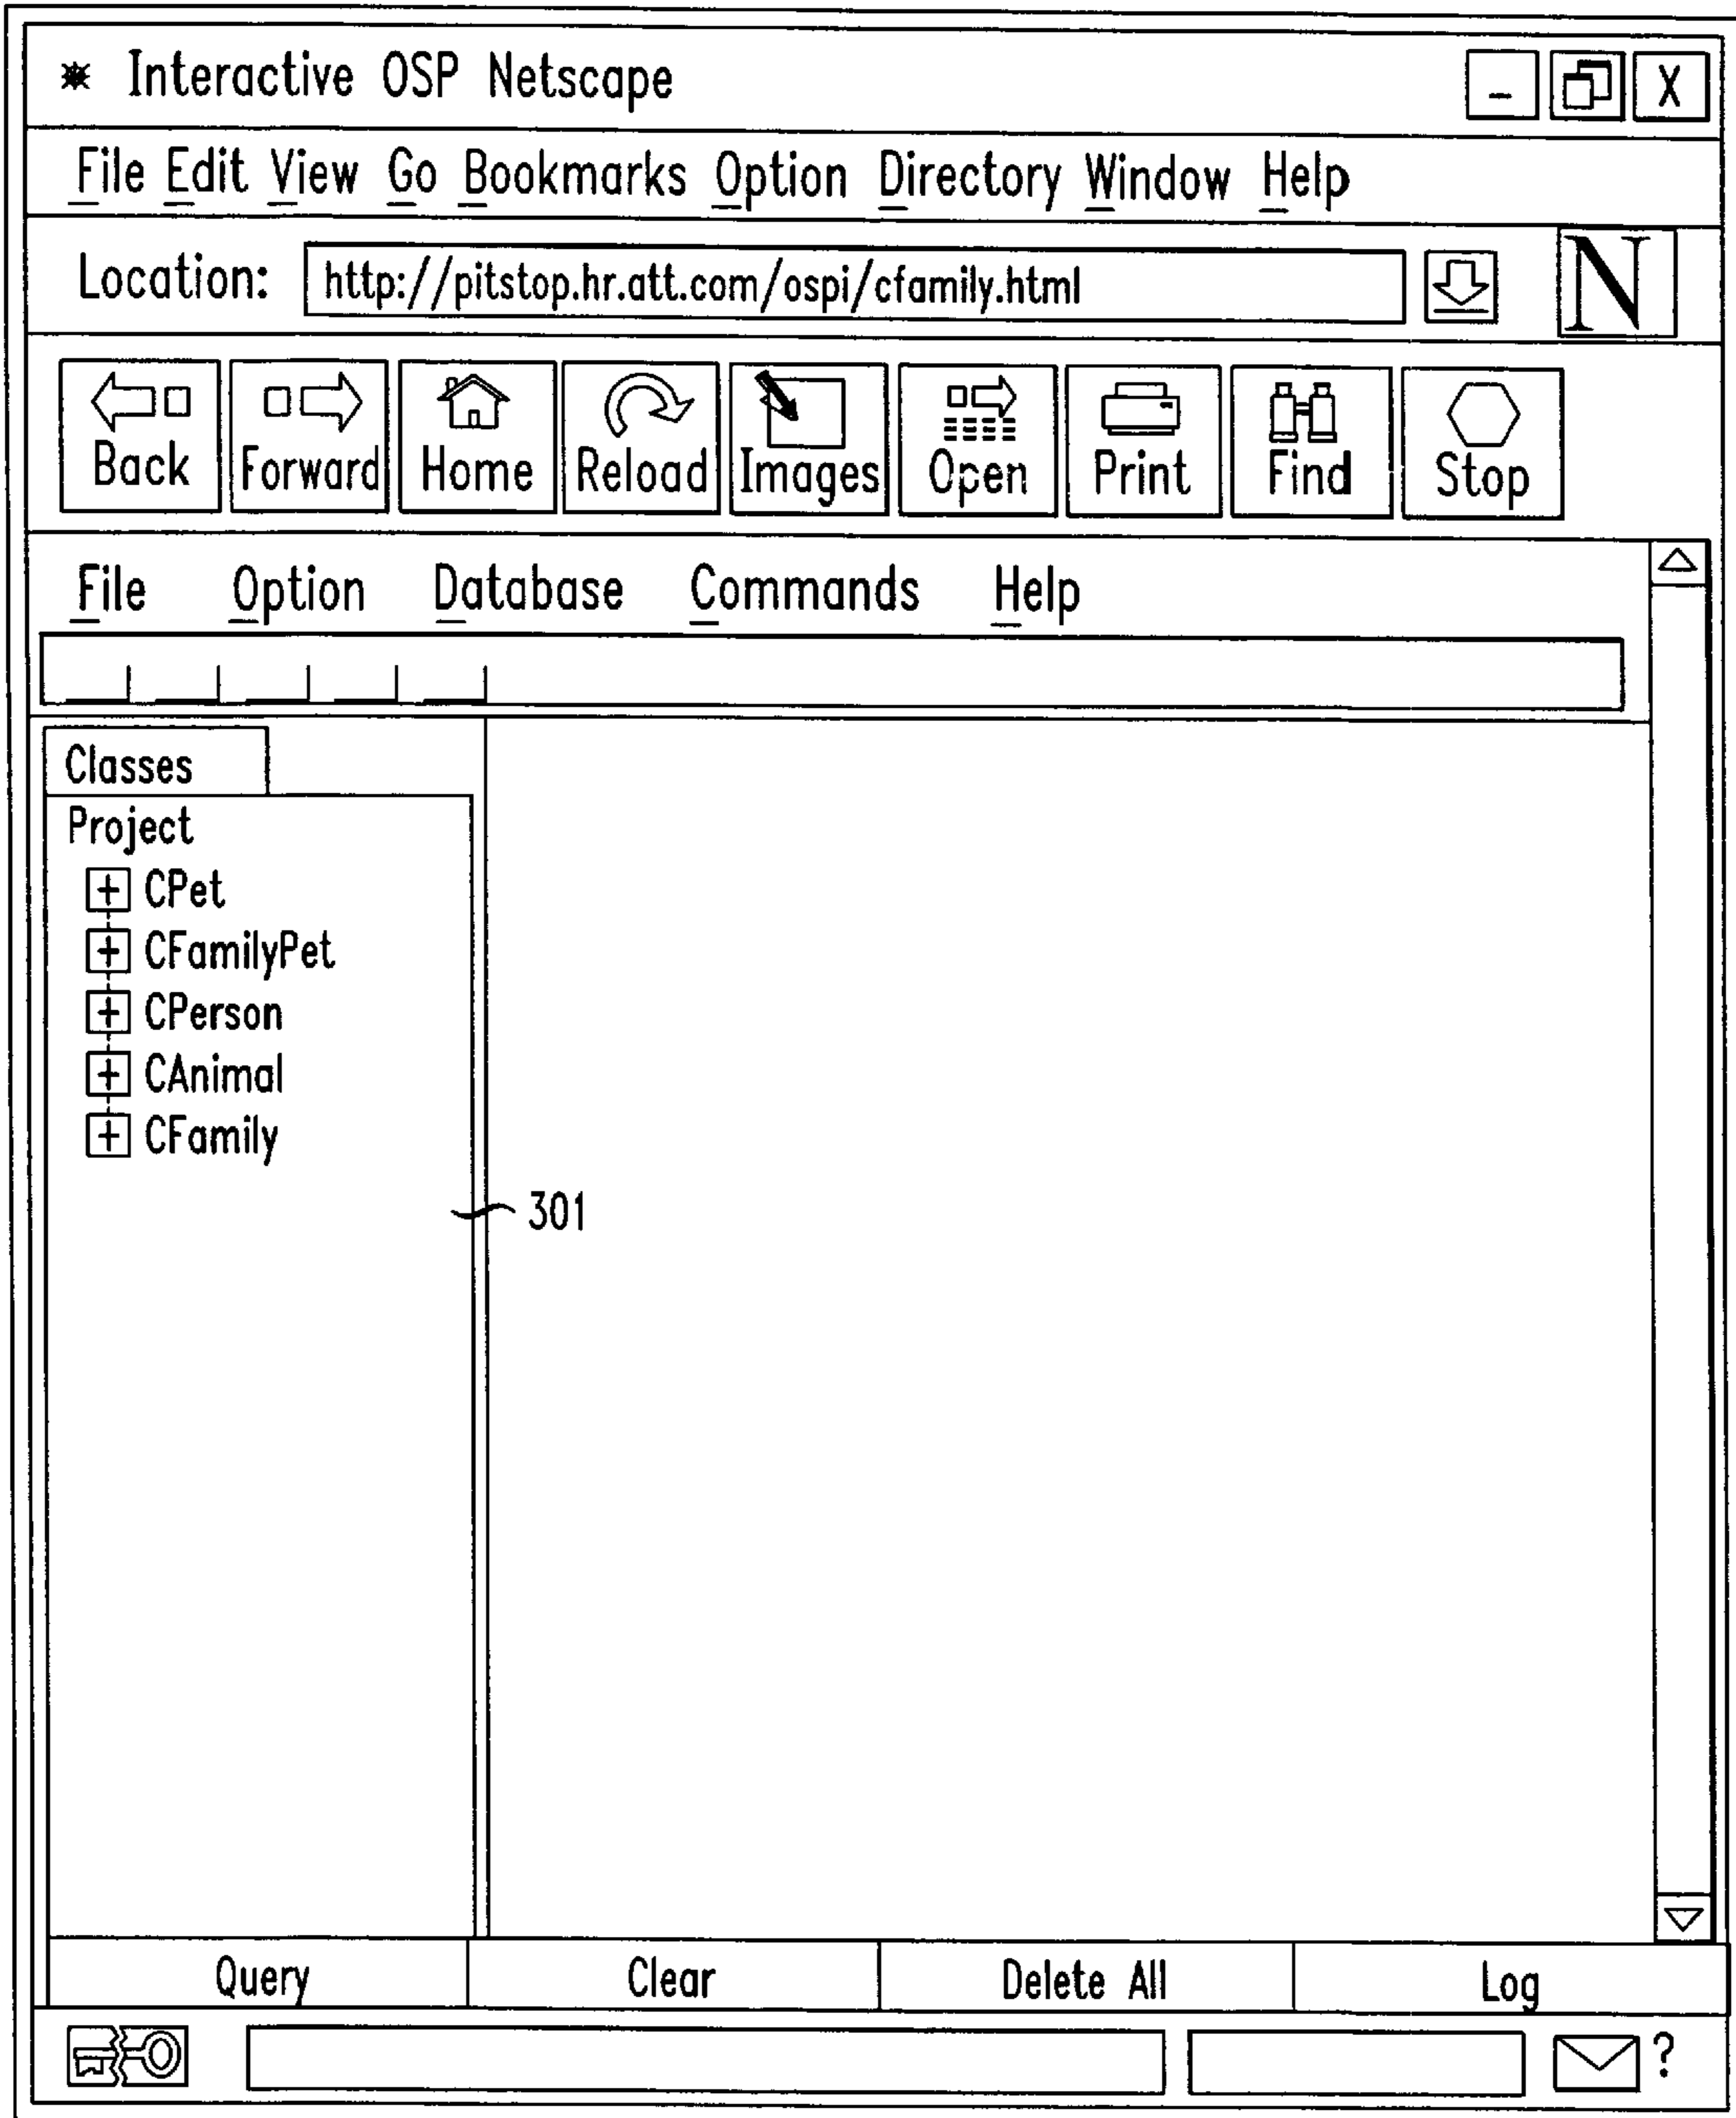 * Interactive OSP Netscape
- X
File Edit View Go Bookmarks Option Directory Window Help
Location: http://pitstop.hr.att.com/ospi/cfamily.html N
Back Forward Home Reload Images Open Print Find Stop
File Option Database Commands Help
Classes
Project
+ CPet
+ CFamilyPet
+ CPerson
+ CAnimal
+ CFamily
301
Query Clear Delete All Log
?